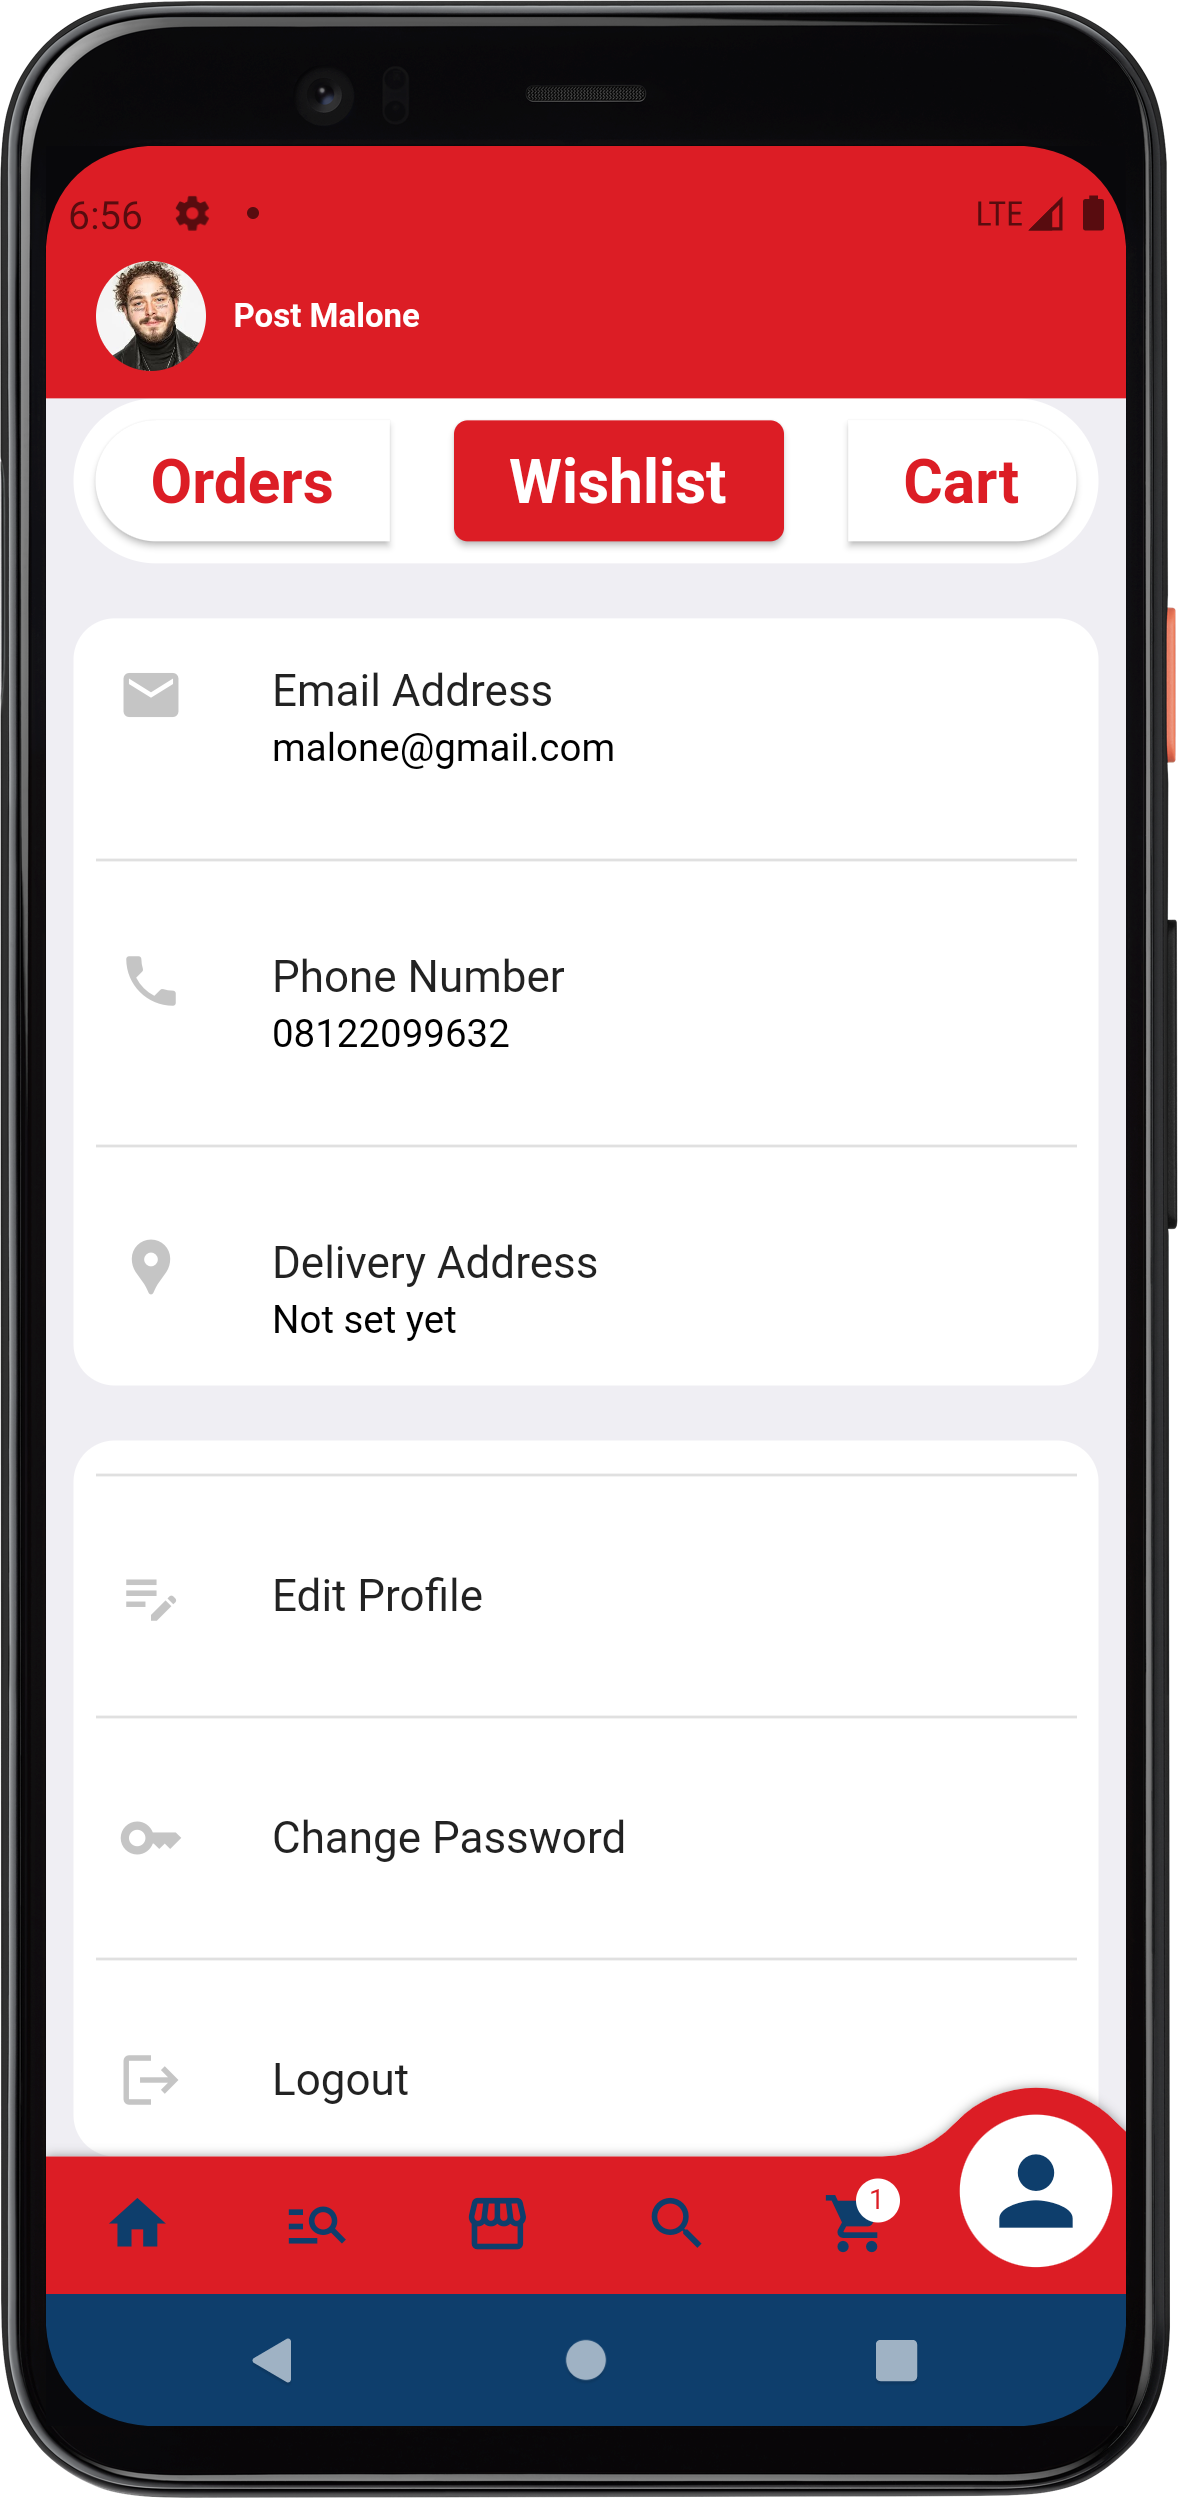 6:56
LTE
Post Malone
Orders
Wishlist
Cart
Email Address
malone@gmail.com
Phone Number
08122099632
Delivery Address
Not set yet
Edit Profile
Change Password
Logout
1